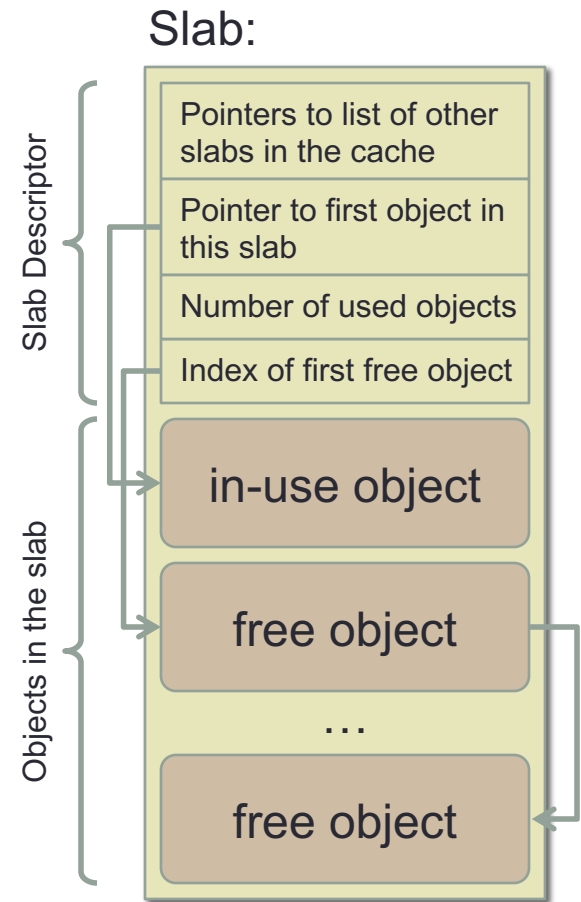 Slab:
Slab Descriptor
Pointers to list of other
slabs in the cache
Pointer to first object in
this slab
Number of used objects
Index of first free object
Objects in the slab
in-use object
free object
…
free object